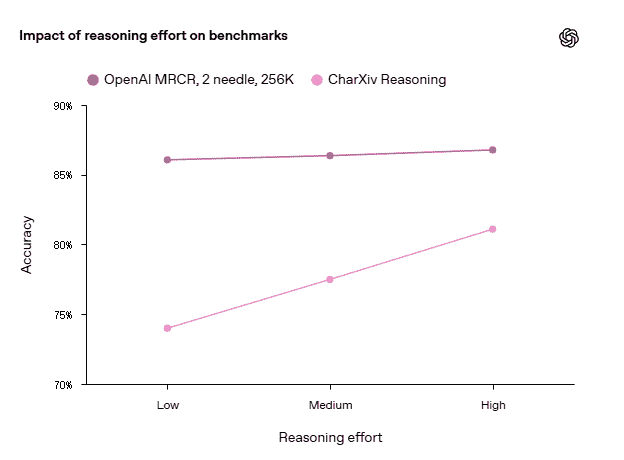 Impact of reasoning effort on benchmarks
OpenAI MRCR, 2 needle, 256K CharXiv Reasoning
90%
85%
80%
75%
70%
Accuracy
Low Medium High
Reasoning effort